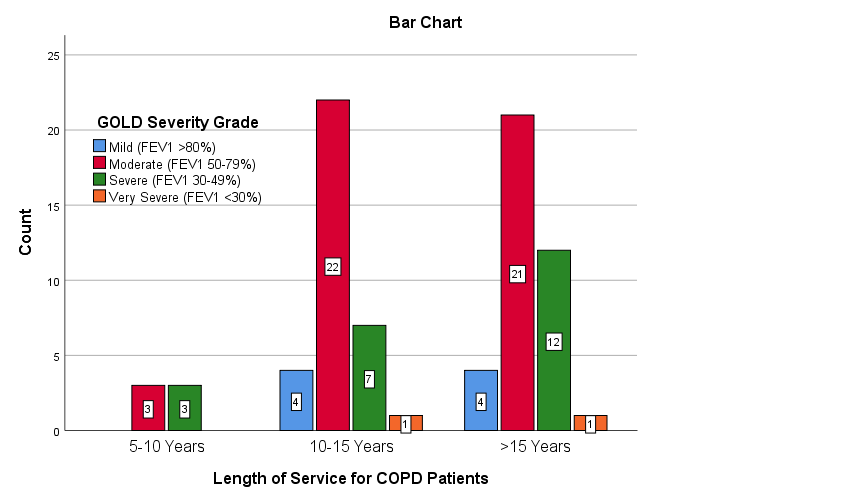 Bar Chart
25
20
15
10
5
0
Count
GOLD Severity Grade
Mild (FEV1 >80%)
Moderate (FEV1 50-79%)
Severe (FEV1 30-49%)
Very Severe (FEV1 <30%)
3
3
4
22
7
1
4
21
12
1
5-10 Years
10-15 Years
>15 Years
Length of Service for COPD Patients